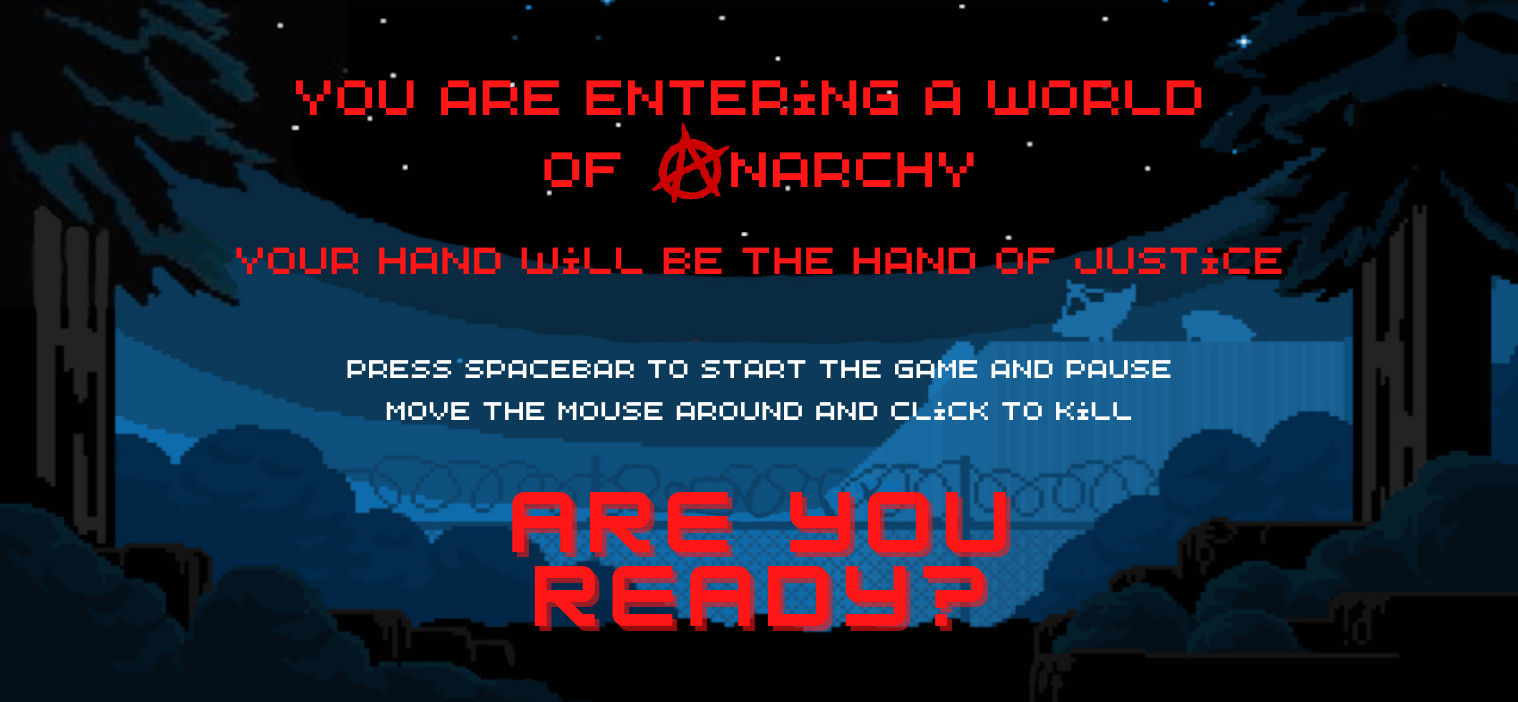 YOU ARE ENTERING A WORLD
OF ANARCHY
YOUR HAND WILL BE THE HAND OF JUSTICE
PRESS SPACEBAR TO START THE GAME AND PAUSE
MOVE THE MOUSE AROUND AND CLICK TO KILL
ARE YOU
READY?